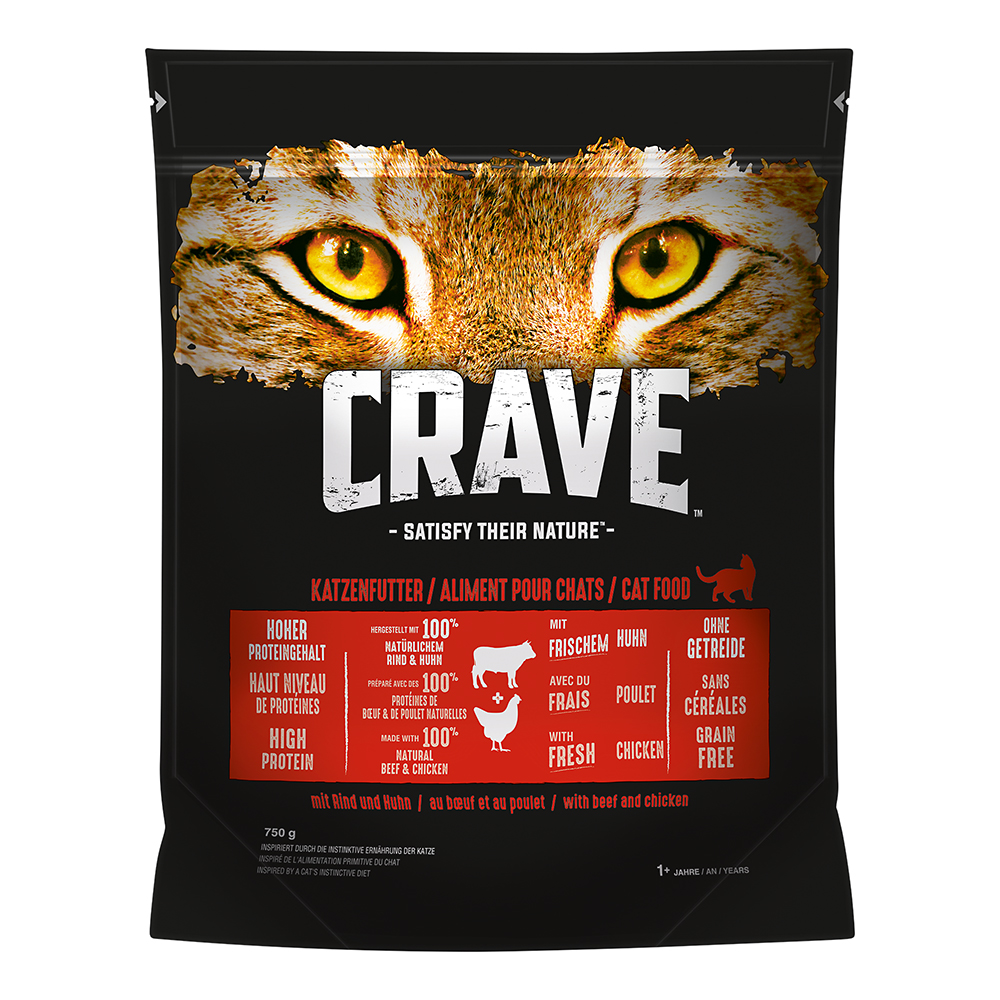 CRAVE™
- SATISFY THEIR NATURE™ -
KATZENFUTTER / ALIMENT POUR CHATS / CAT FOOD
HOHER
PROTEINGEHALT
HAUT NIVEAU
DE PROTÉINES
HIGH
PROTEIN
HERGESTELLT MIT 100%
NATÜRLICHEM
RIND & HUHN
PRÉPARÉ AVEC DES 100%
PROTÉINES DE
BŒUF & DE POULET NATURELLES
MADE WITH 100%
NATURAL
BEEF & CHICKEN
+
MIT
FRISCHEM HUHN
AVEC DU
FRAIS POULET
WITH
FRESH CHICKEN
OHNE
GETREIDE
SANS
CÉRÉALES
GRAIN
FREE
mit Rind und Huhn / au bœuf et au poulet / with beef and chicken
750 g
INSPIRIERT DURCH DIE INSTINKTIVE ERNÄHRUNG DER KATZE
INSPIRÉ DE L'ALIMENTATION PRIMITIVE DU CHAT
INSPIRED BY A CAT'S INSTINCTIVE DIET
1+ JAHRE / AN / YEARS